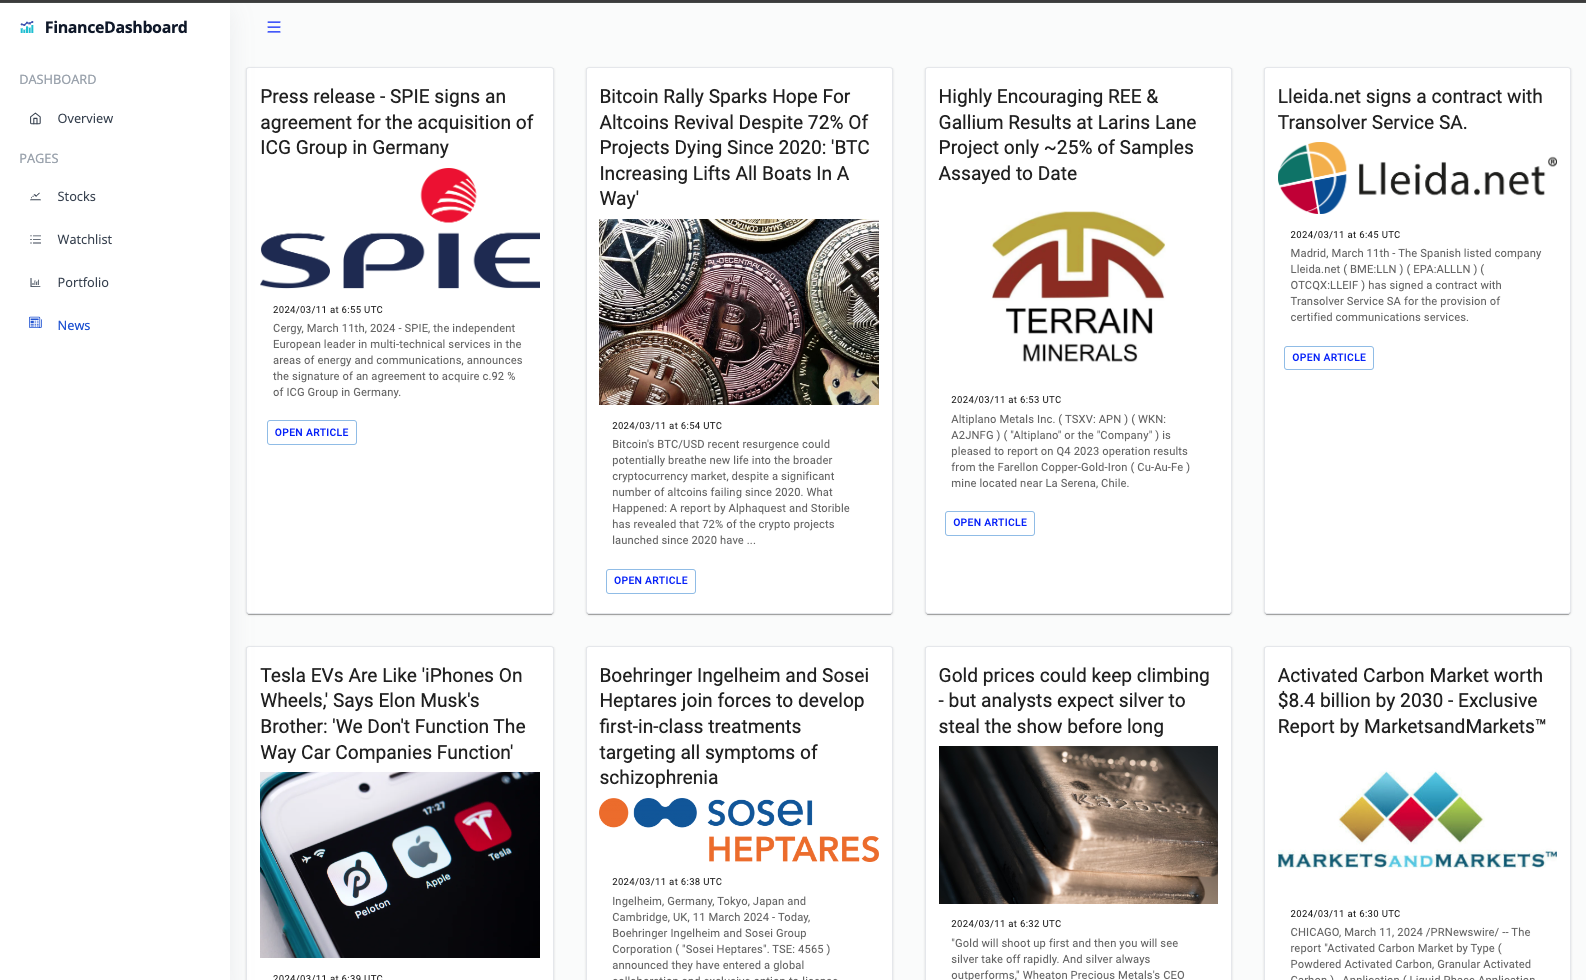 FinanceDashboard
DASHBOARD
Overview
PAGES
Stocks
Watchlist
Portfolio
News
Press release - SPIE signs an
agreement for the acquisition of
ICG Group in Germany
SPIE
2024/03/11 at 6:55 UTC
Cergy, March 11th, 2024 - SPIE, the independent
European leader in multi-technical services in the
areas of energy and communications, announces
the signature of an agreement to acquire c.92 %
of ICG Group in Germany.
OPEN ARTICLE
Bitcoin Rally Sparks Hope For
Altcoins Revival Despite 72% Of
Projects Dying Since 2020: 'BTC
Increasing Lifts All Boats In A
Way'
2024/03/11 at 6:54 UTC
Bitcoin's BTC/USD recent resurgence could
potentially breathe new life into the broader
cryptocurrency market, despite a significant
number of altcoins failing since 2020. What
Happened: A report by Alphaquest and Storible
has revealed that 72% of the crypto projects
launched since 2020 have ...
OPEN ARTICLE
Highly Encouraging REE &
Gallium Results at Larins Lane
Project only ~25% of Samples
Assayed to Date
TERRAIN
MINERALS
2024/03/11 at 6:53 UTC
Altiplano Metals Inc. ( TSXV: APN ) ( WKN:
A2JNFG ) ( "Altiplano" or the "Company" ) is
pleased to report on Q4 2023 operation results
from the Farellon Copper-Gold-Iron ( Cu-Au-Fe )
mine located near La Serena, Chile.
OPEN ARTICLE
Lleida.net signs a contract with
Transolver Service SA.
Lleida.net®
2024/03/11 at 6:45 UTC
Madrid, March 11th - The Spanish listed company
Lleida.net ( BME:LLN ) ( EPA:ALLLN ) (
OTCQX:LLEIF ) has signed a contract with
Transolver Service SA for the provision of
certified communications services.
OPEN ARTICLE
Tesla EVs Are Like 'iPhones On
Wheels,' Says Elon Musk's
Brother: 'We Don't Function The
Way Car Companies Function'
17:27
Peloton
Apple
Tesla
2024/03/11 at 6:39 UTC
Boehringer Ingelheim and Sosei
Heptares join forces to develop
first-in-class treatments
targeting all symptoms of
schizophrenia
sosei
HEPTARES
2024/03/11 at 6:38 UTC
Ingelheim, Germany, Tokyo, Japan and
Cambridge, UK, 11 March 2024 - Today,
Boehringer Ingelheim and Sosei Group
Corporation ( "Sosei Heptares". TSE: 4565 )
announced they have entered a global
collaboration and exclusive option-to-license
Gold prices could keep climbing
- but analysts expect silver to
steal the show before long
2024/03/11 at 6:32 UTC
"Gold will shoot up first and then you will see
silver take off rapidly. And silver always
outperforms," Wheaton Precious Metals's CEO
Activated Carbon Market worth
$8.4 billion by 2030 - Exclusive
Report by MarketsandMarkets™
MARKETSANDMARKETS™
2024/03/11 at 6:30 UTC
CHICAGO, March 11, 2024 /PRNewswire/ -- The
report "Activated Carbon Market by Type (
Powdered Activated Carbon, Granular Activated
Carbon ), Application ( Liquid Phase Application,